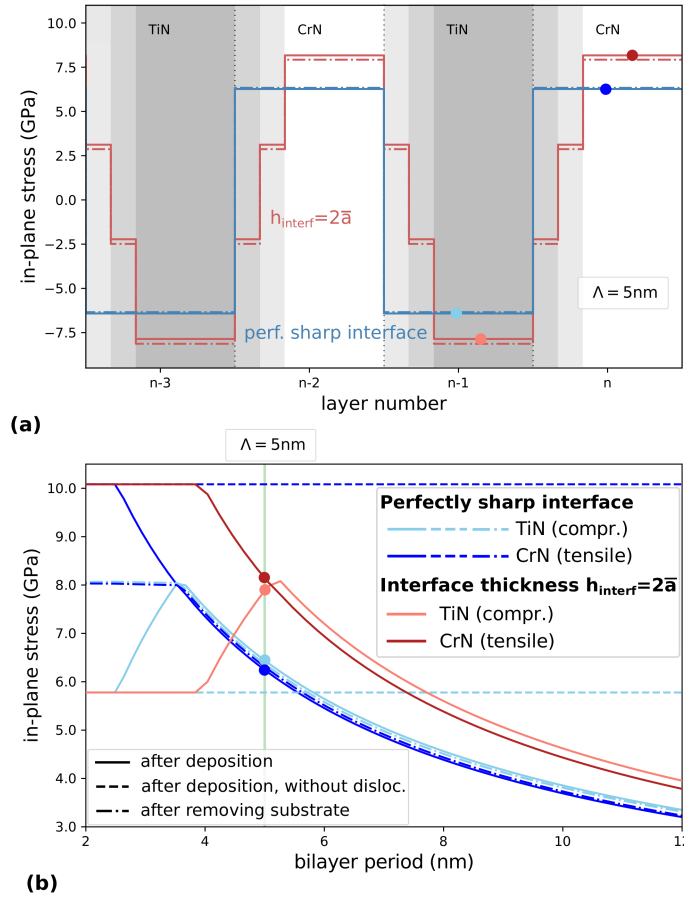 10.0
7.5
5.0
2.5
0.0
−2.5
−5.0
−7.5
in-plane stress (GPa)
TiN
CrN
TiN
CrN
h_interf=2a̅
perf. sharp interface
Λ = 5nm
n-3
n-2
n-1
n
layer number
(a)
Λ = 5nm
10.0
9.0
8.0
7.0
6.0
5.0
4.0
3.0
in-plane stress (GPa)
Perfectly sharp interface
TiN (compr.)
CrN (tensile)
Interface thickness h_interf=2a̅
TiN (compr.)
CrN (tensile)
after deposition
after deposition, without disloc.
after removing substrate
2
4
6
8
10
12
bilayer period (nm)
(b)